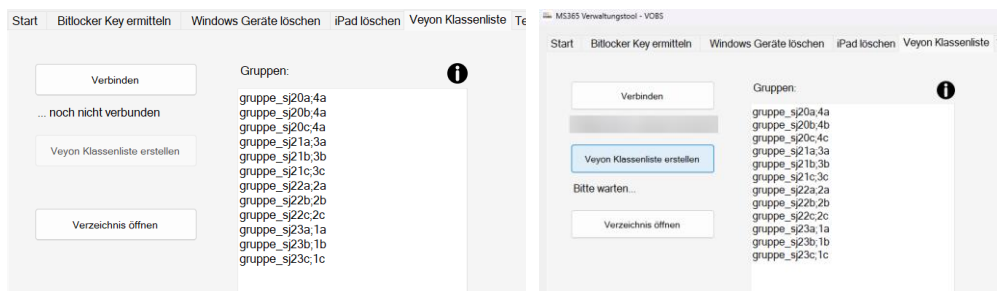 Start Bitlocker Key ermitteln Windows Geräte löschen iPad löschen Veyon Klassenliste Te
Verbinden
... noch nicht verbunden
Veyon Klassenliste erstellen
Verzeichnis öffnen
Gruppen:
gruppe_sj20a;4a
gruppe_sj20b;4a
gruppe_sj20c;4a
gruppe_sj21a;3a
gruppe_sj21b;3b
gruppe_sj21c;3c
gruppe_sj22a;2a
gruppe_sj22b;2b
gruppe_sj22c;2c
gruppe_sj23a;1a
gruppe_sj23b;1b
gruppe_sj23c;1c
MS365 Verwaltungstool - VOBS
Start Bitlocker Key ermitteln Windows Geräte löschen iPad löschen Veyon Klassenliste
Verbinden
Veyon Klassenliste erstellen
Bitte warten...
Verzeichnis öffnen
Gruppen:
gruppe_sj20a;4a
gruppe_sj20b;4b
gruppe_sj20c;4c
gruppe_sj21a;3a
gruppe_sj21b;3b
gruppe_sj21c;3c
gruppe_sj22a;2a
gruppe_sj22b;2b
gruppe_sj22c;2c
gruppe_sj23a;1a
gruppe_sj23b;1b
gruppe_sj23c;1c